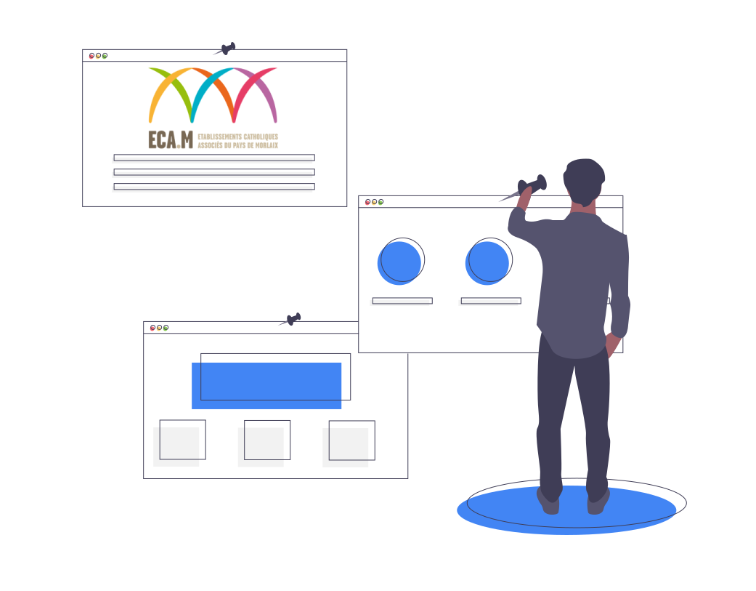 ECA.M
ETABLISSEMENTS CATHOLIQUES
ASSOCIÉS DU PAYS DE MORLAIX